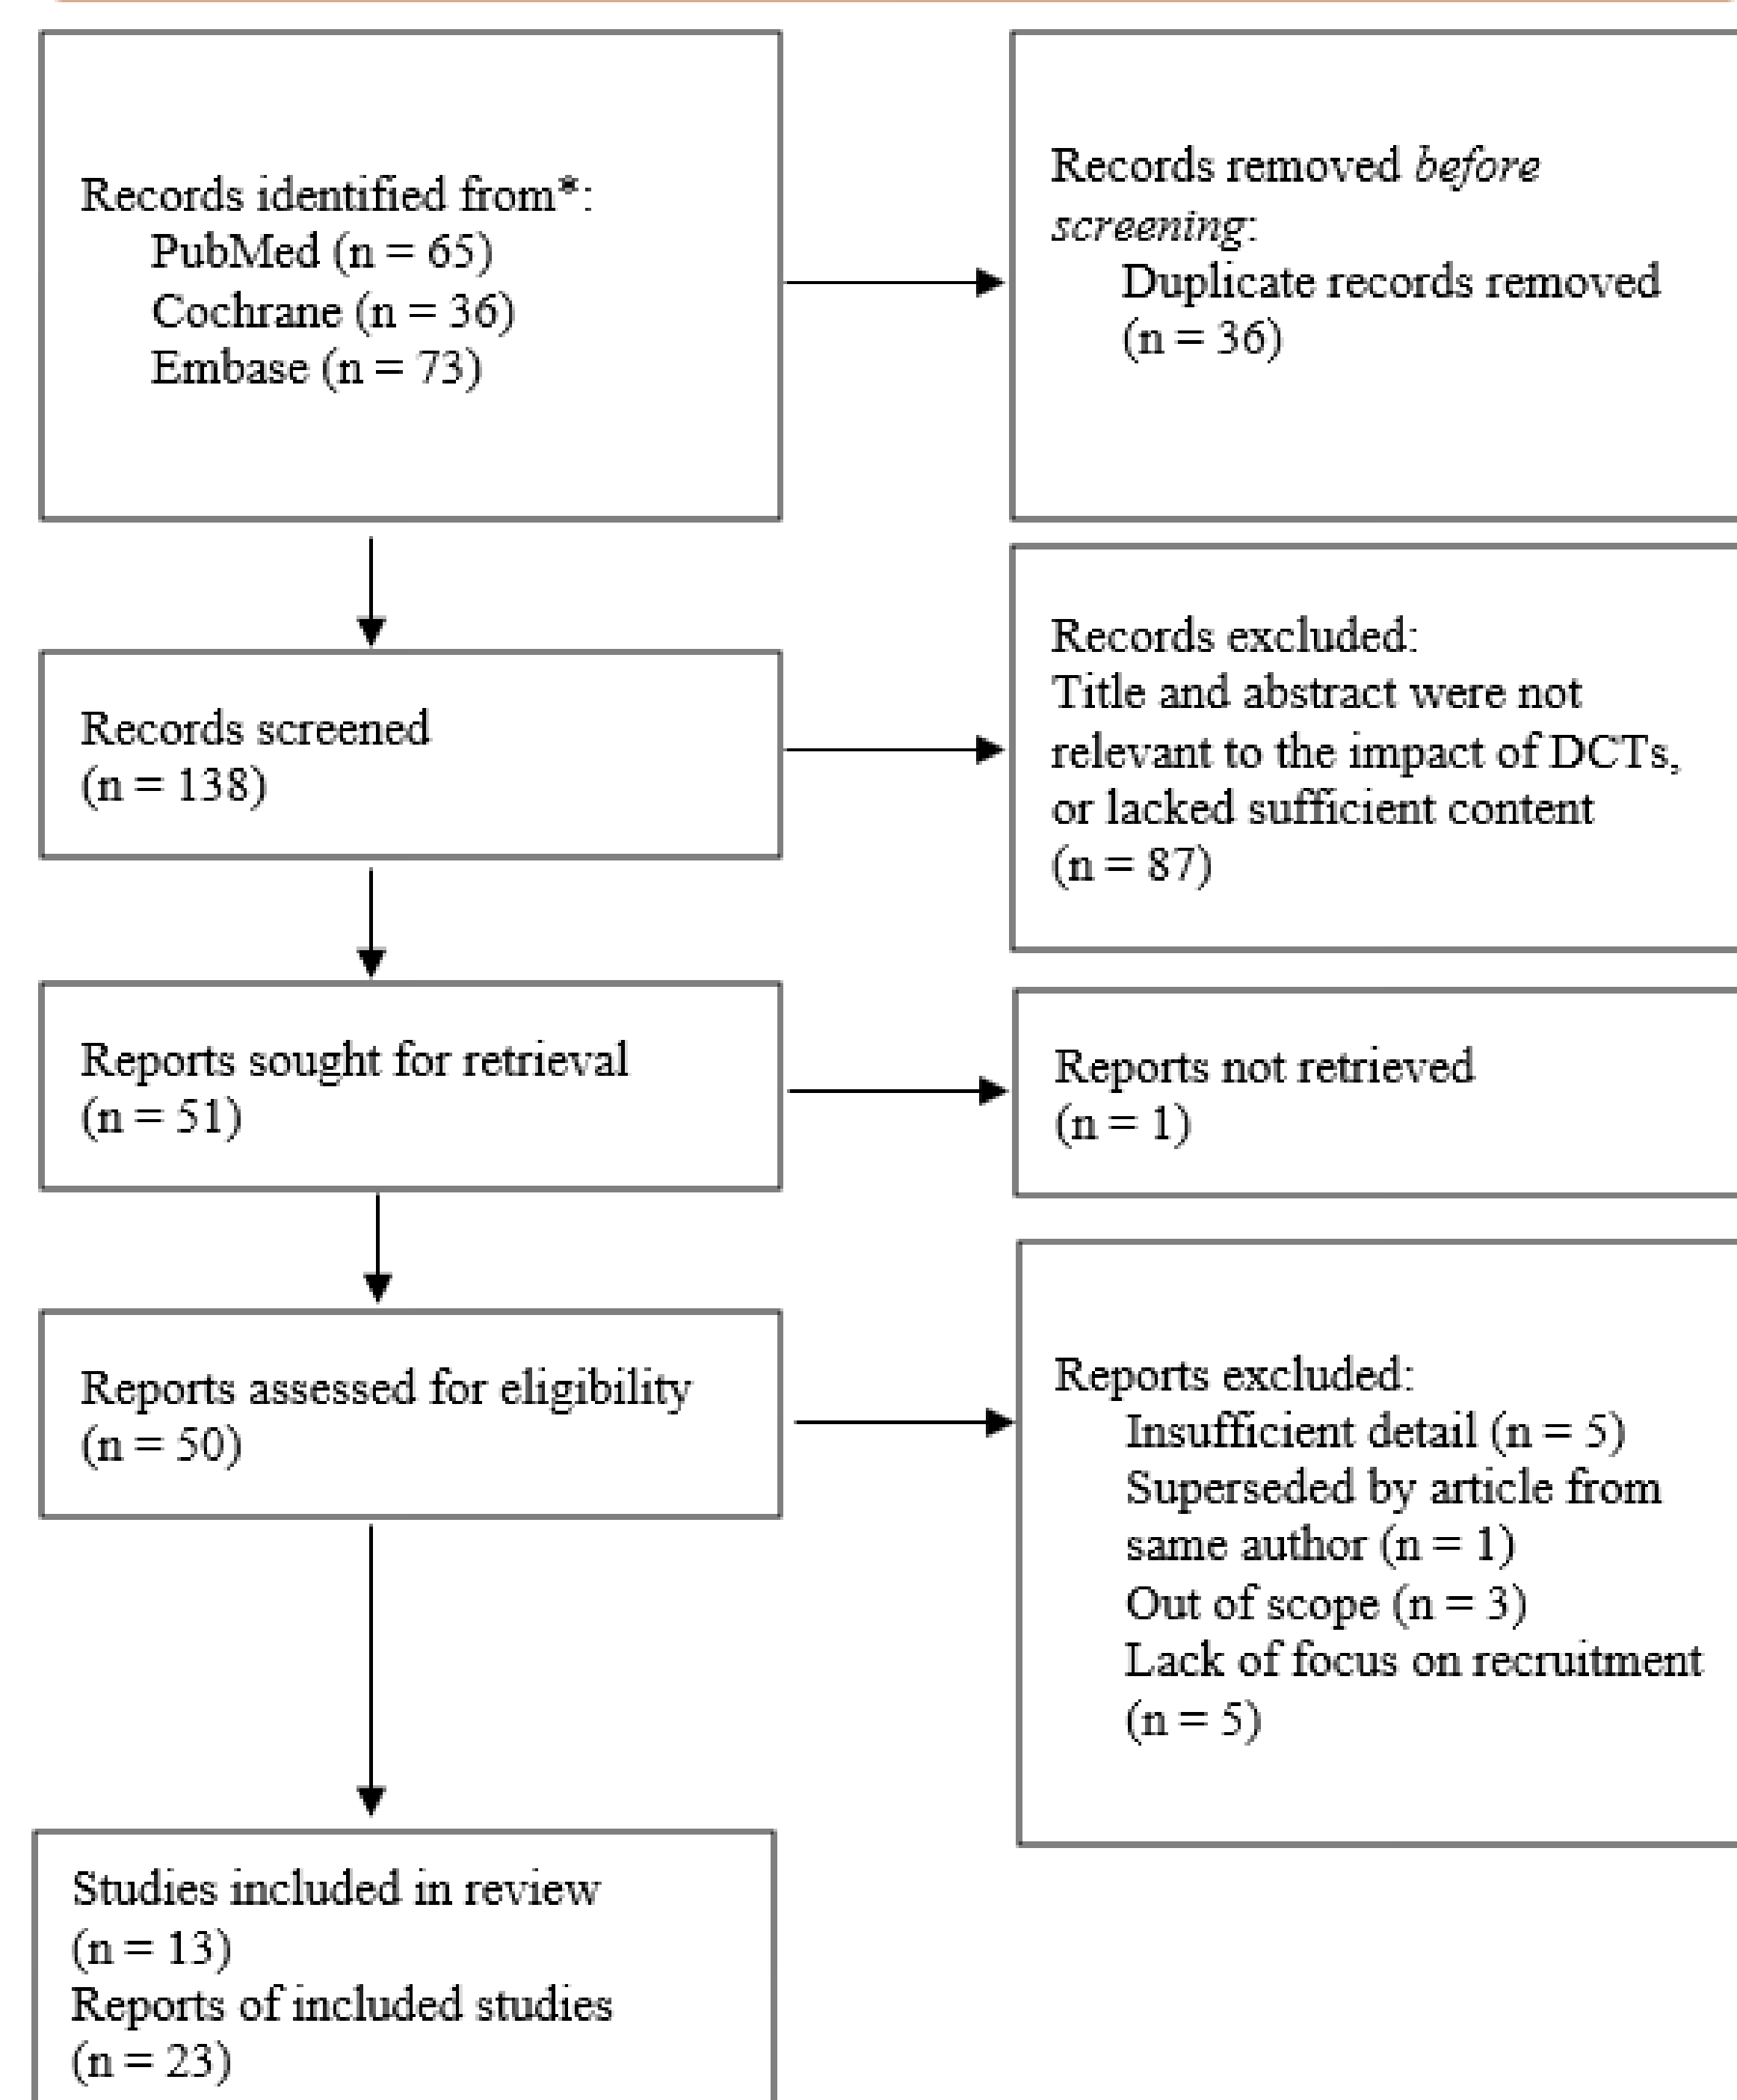 Records identified from*:
PubMed (n = 65)
Cochrane (n = 36)
Embase (n = 73)
Records removed before
screening:
Duplicate records removed
(n = 36)
Records screened
(n = 138)
Records excluded:
Title and abstract were not
relevant to the impact of DCTs,
or lacked sufficient content
(n = 87)
Reports sought for retrieval
(n = 51)
Reports not retrieved
(n = 1)
Reports assessed for eligibility
(n = 50)
Reports excluded:
Insufficient detail (n = 5)
Superseded by article from
same author (n = 1)
Out of scope (n = 3)
Lack of focus on recruitment
(n = 5)
Studies included in review
(n = 13)
Reports of included studies
(n = 23)